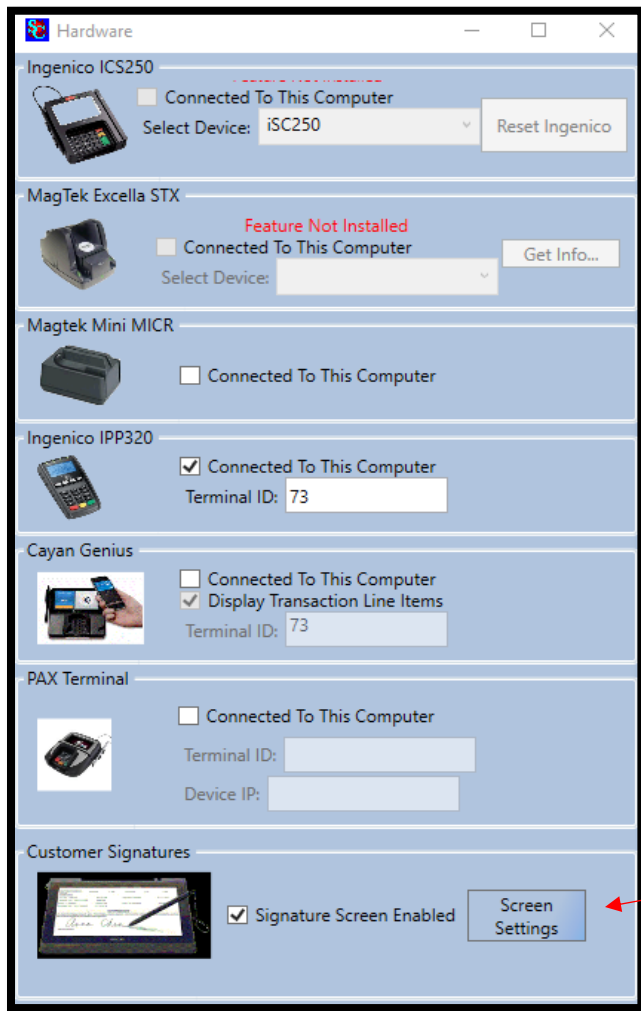 Hardware
Ingenico ICS250
Feature Not Installed
Connected To This Computer
Select Device: iSC250
Reset Ingenico
MagTek Excella STX
Feature Not Installed
Connected To This Computer
Get Info...
Select Device:
Magtek Mini MICR
Connected To This Computer
Ingenico IPP320
Connected To This Computer
Terminal ID: 73
Cayan Genius
Connected To This Computer
Display Transaction Line Items
Terminal ID: 73
PAX Terminal
Connected To This Computer
Terminal ID:
Device IP:
Customer Signatures
Signature Screen Enabled
Screen
Settings